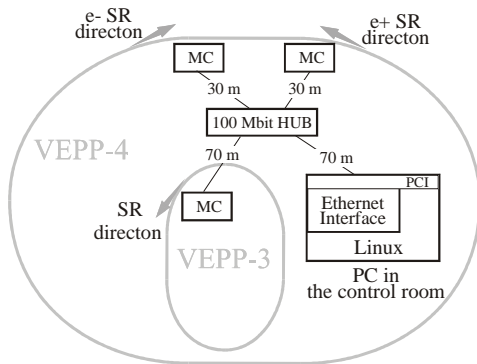 e- SR
directon
e+ SR
directon
MC
MC
30 m
30 m
100 Mbit HUB
VEPP-4
70 m
70 m
PCI
MC
Ethernet
Interface
SR
directon
Linux
VEPP-3
PC in
the control room